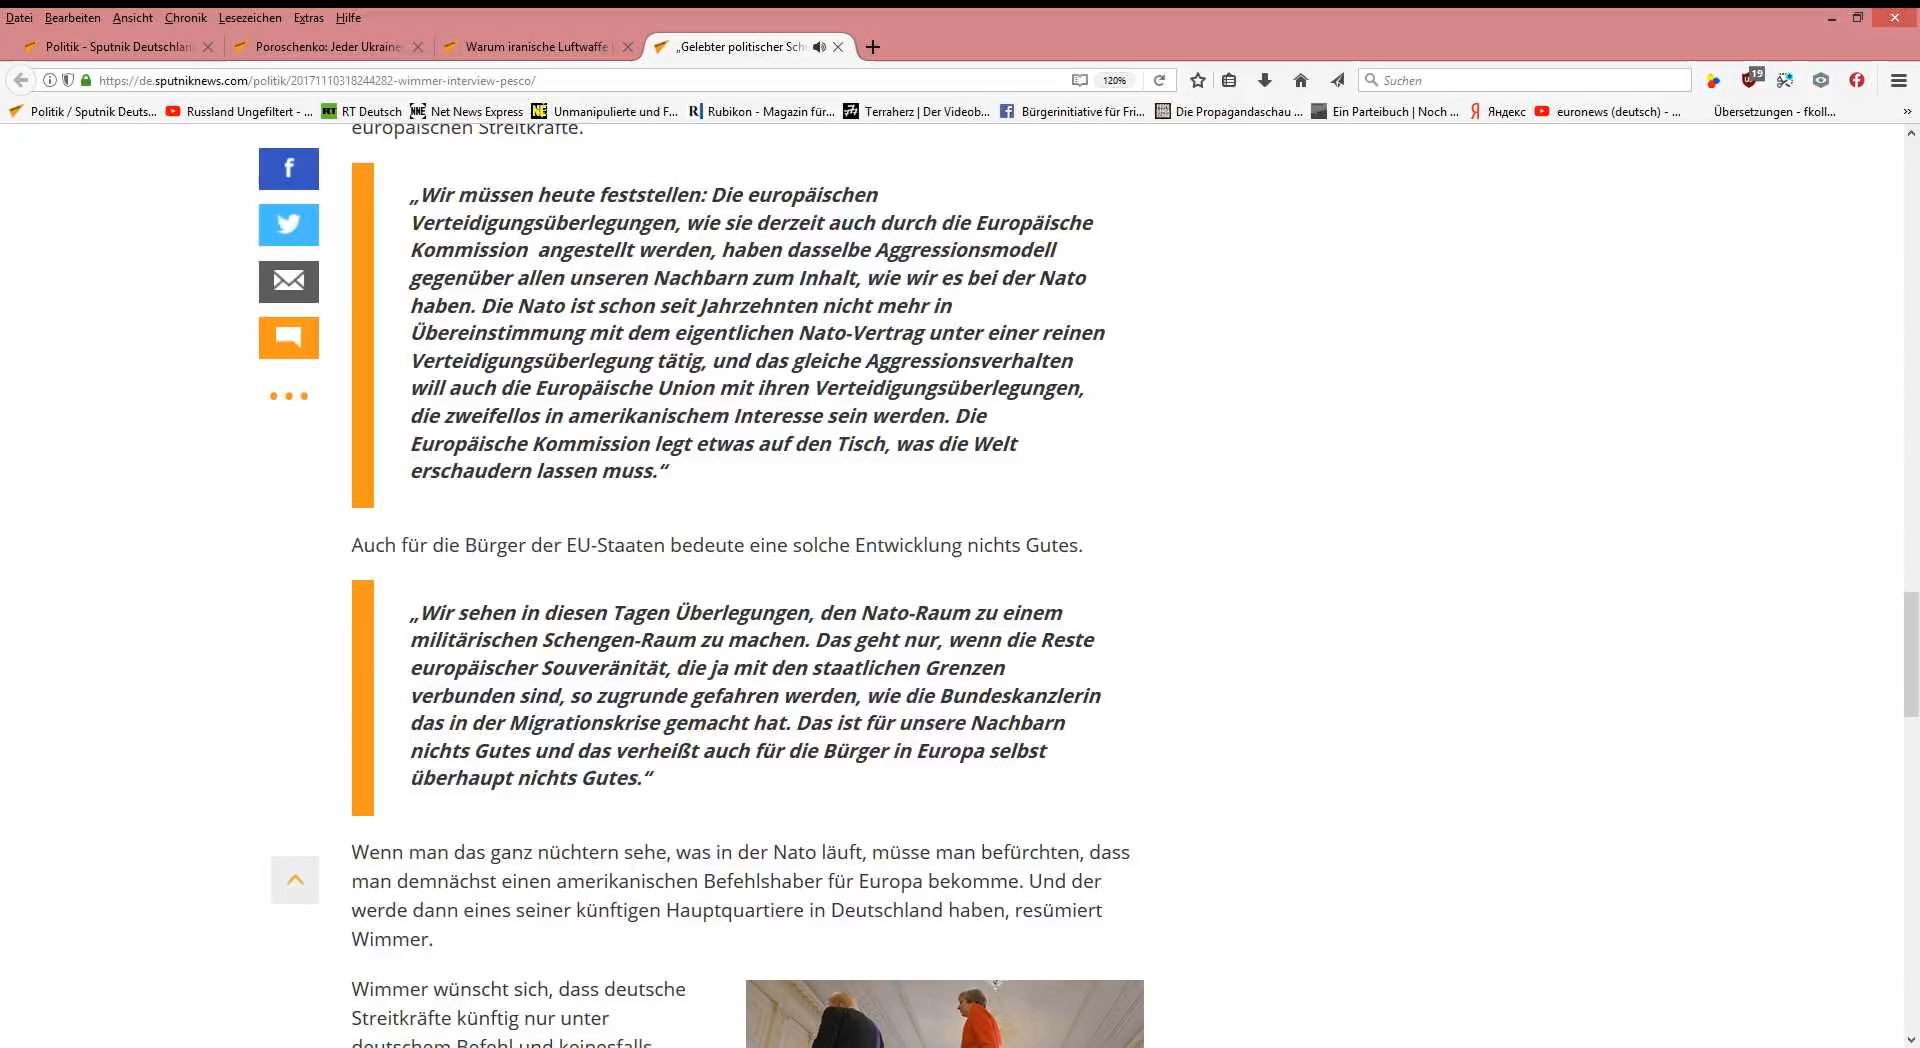 Datei Bearbeiten Ansicht Chronik Lesezeichen Extras Hilfe
Politik - Sputnik Deutschlan
Poroschenko: Jeder Ukraine
Warum iranische Luftwaffe
„Gelebter politischer Sch
https://de.sputniknews.com/politik/20171110318244282-wimmer-interview-pesco/
120%
Suchen
19
Politik / Sputnik Deuts...
Russland Ungefiltert - ...
RT Deutsch
Net News Express
Unmanipulierte und F...
Rubikon - Magazin für...
Terraherz | Der Videob...
Bürgerinitiative für Fri...
Die Propagandaschau ...
Ein Parteibuch | Noch ...
Яндекс
euronews (deutsch) - ...
Übersetzungen - fkoll...
europäischen Streitkräfte.
„Wir müssen heute feststellen: Die europäischen
Verteidigungsüberlegungen, wie sie derzeit auch durch die Europäische
Kommission angestellt werden, haben dasselbe Aggressionsmodell
gegenüber allen unseren Nachbarn zum Inhalt, wie wir es bei der Nato
haben. Die Nato ist schon seit Jahrzehnten nicht mehr in
Übereinstimmung mit dem eigentlichen Nato-Vertrag unter einer reinen
Verteidigungsüberlegung tätig, und das gleiche Aggressionsverhalten
will auch die Europäische Union mit ihren Verteidigungsüberlegungen,
die zweifellos in amerikanischem Interesse sein werden. Die
Europäische Kommission legt etwas auf den Tisch, was die Welt
erschaudern lassen muss.“
Auch für die Bürger der EU-Staaten bedeute eine solche Entwicklung nichts Gutes.
„Wir sehen in diesen Tagen Überlegungen, den Nato-Raum zu einem
militärischen Schengen-Raum zu machen. Das geht nur, wenn die Reste
europäischer Souveränität, die ja mit den staatlichen Grenzen
verbunden sind, so zugrunde gefahren werden, wie die Bundeskanzlerin
das in der Migrationskrise gemacht hat. Das ist für unsere Nachbarn
nichts Gutes und das verheißt auch für die Bürger in Europa selbst
überhaupt nichts Gutes.“
Wenn man das ganz nüchtern sehe, was in der Nato läuft, müsse man befürchten, dass
man demnächst einen amerikanischen Befehlshaber für Europa bekomme. Und der
werde dann eines seiner künftigen Hauptquartiere in Deutschland haben, resümiert
Wimmer.
Wimmer wünscht sich, dass deutsche
Streitkräfte künftig nur unter
deutschem Befehl und keinesfalls